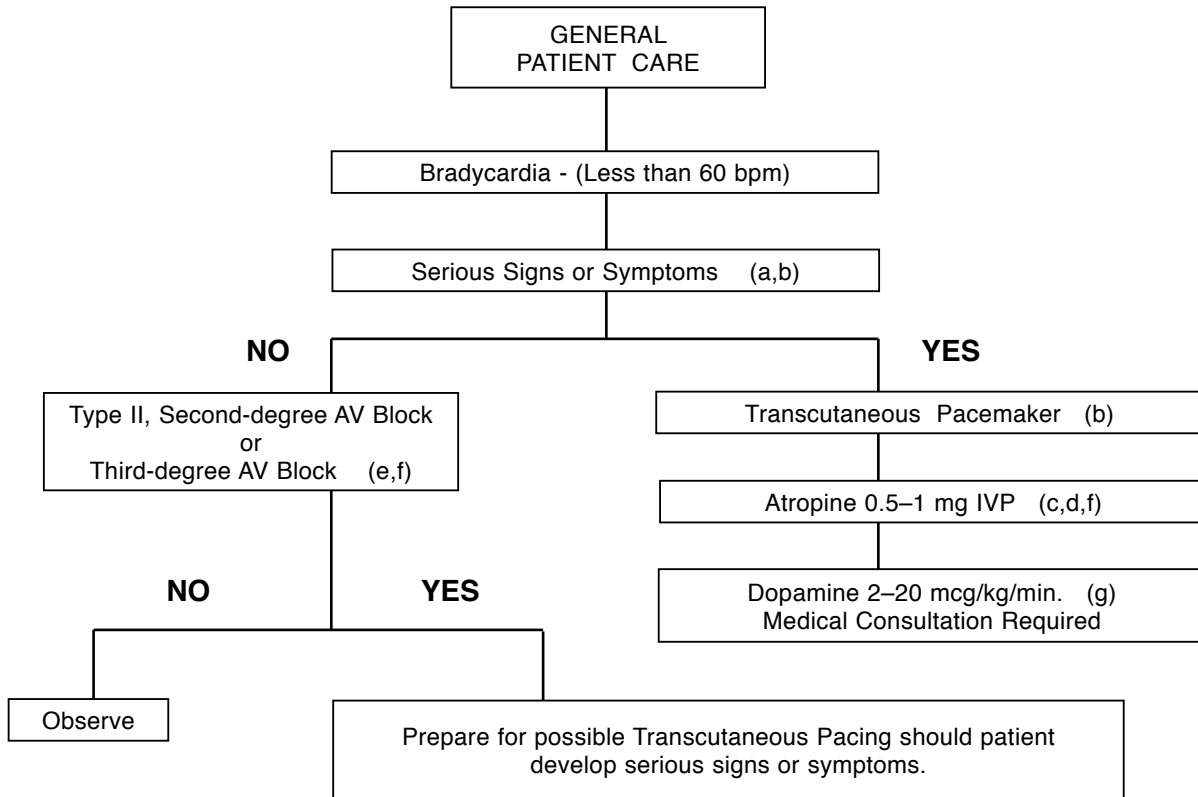 GENERAL
PATIENT CARE
Bradycardia - (Less than 60 bpm)
Serious Signs or Symptoms (a,b)
NO
YES
Type II, Second-degree AV Block
or
Third-degree AV Block (e,f)
Transcutaneous Pacemaker (b)
Atropine 0.5–1 mg IVP (c,d,f)
Dopamine 2–20 mcg/kg/min. (g)
Medical Consultation Required
NO
YES
Observe
Prepare for possible Transcutaneous Pacing should patient
develop serious signs or symptoms.